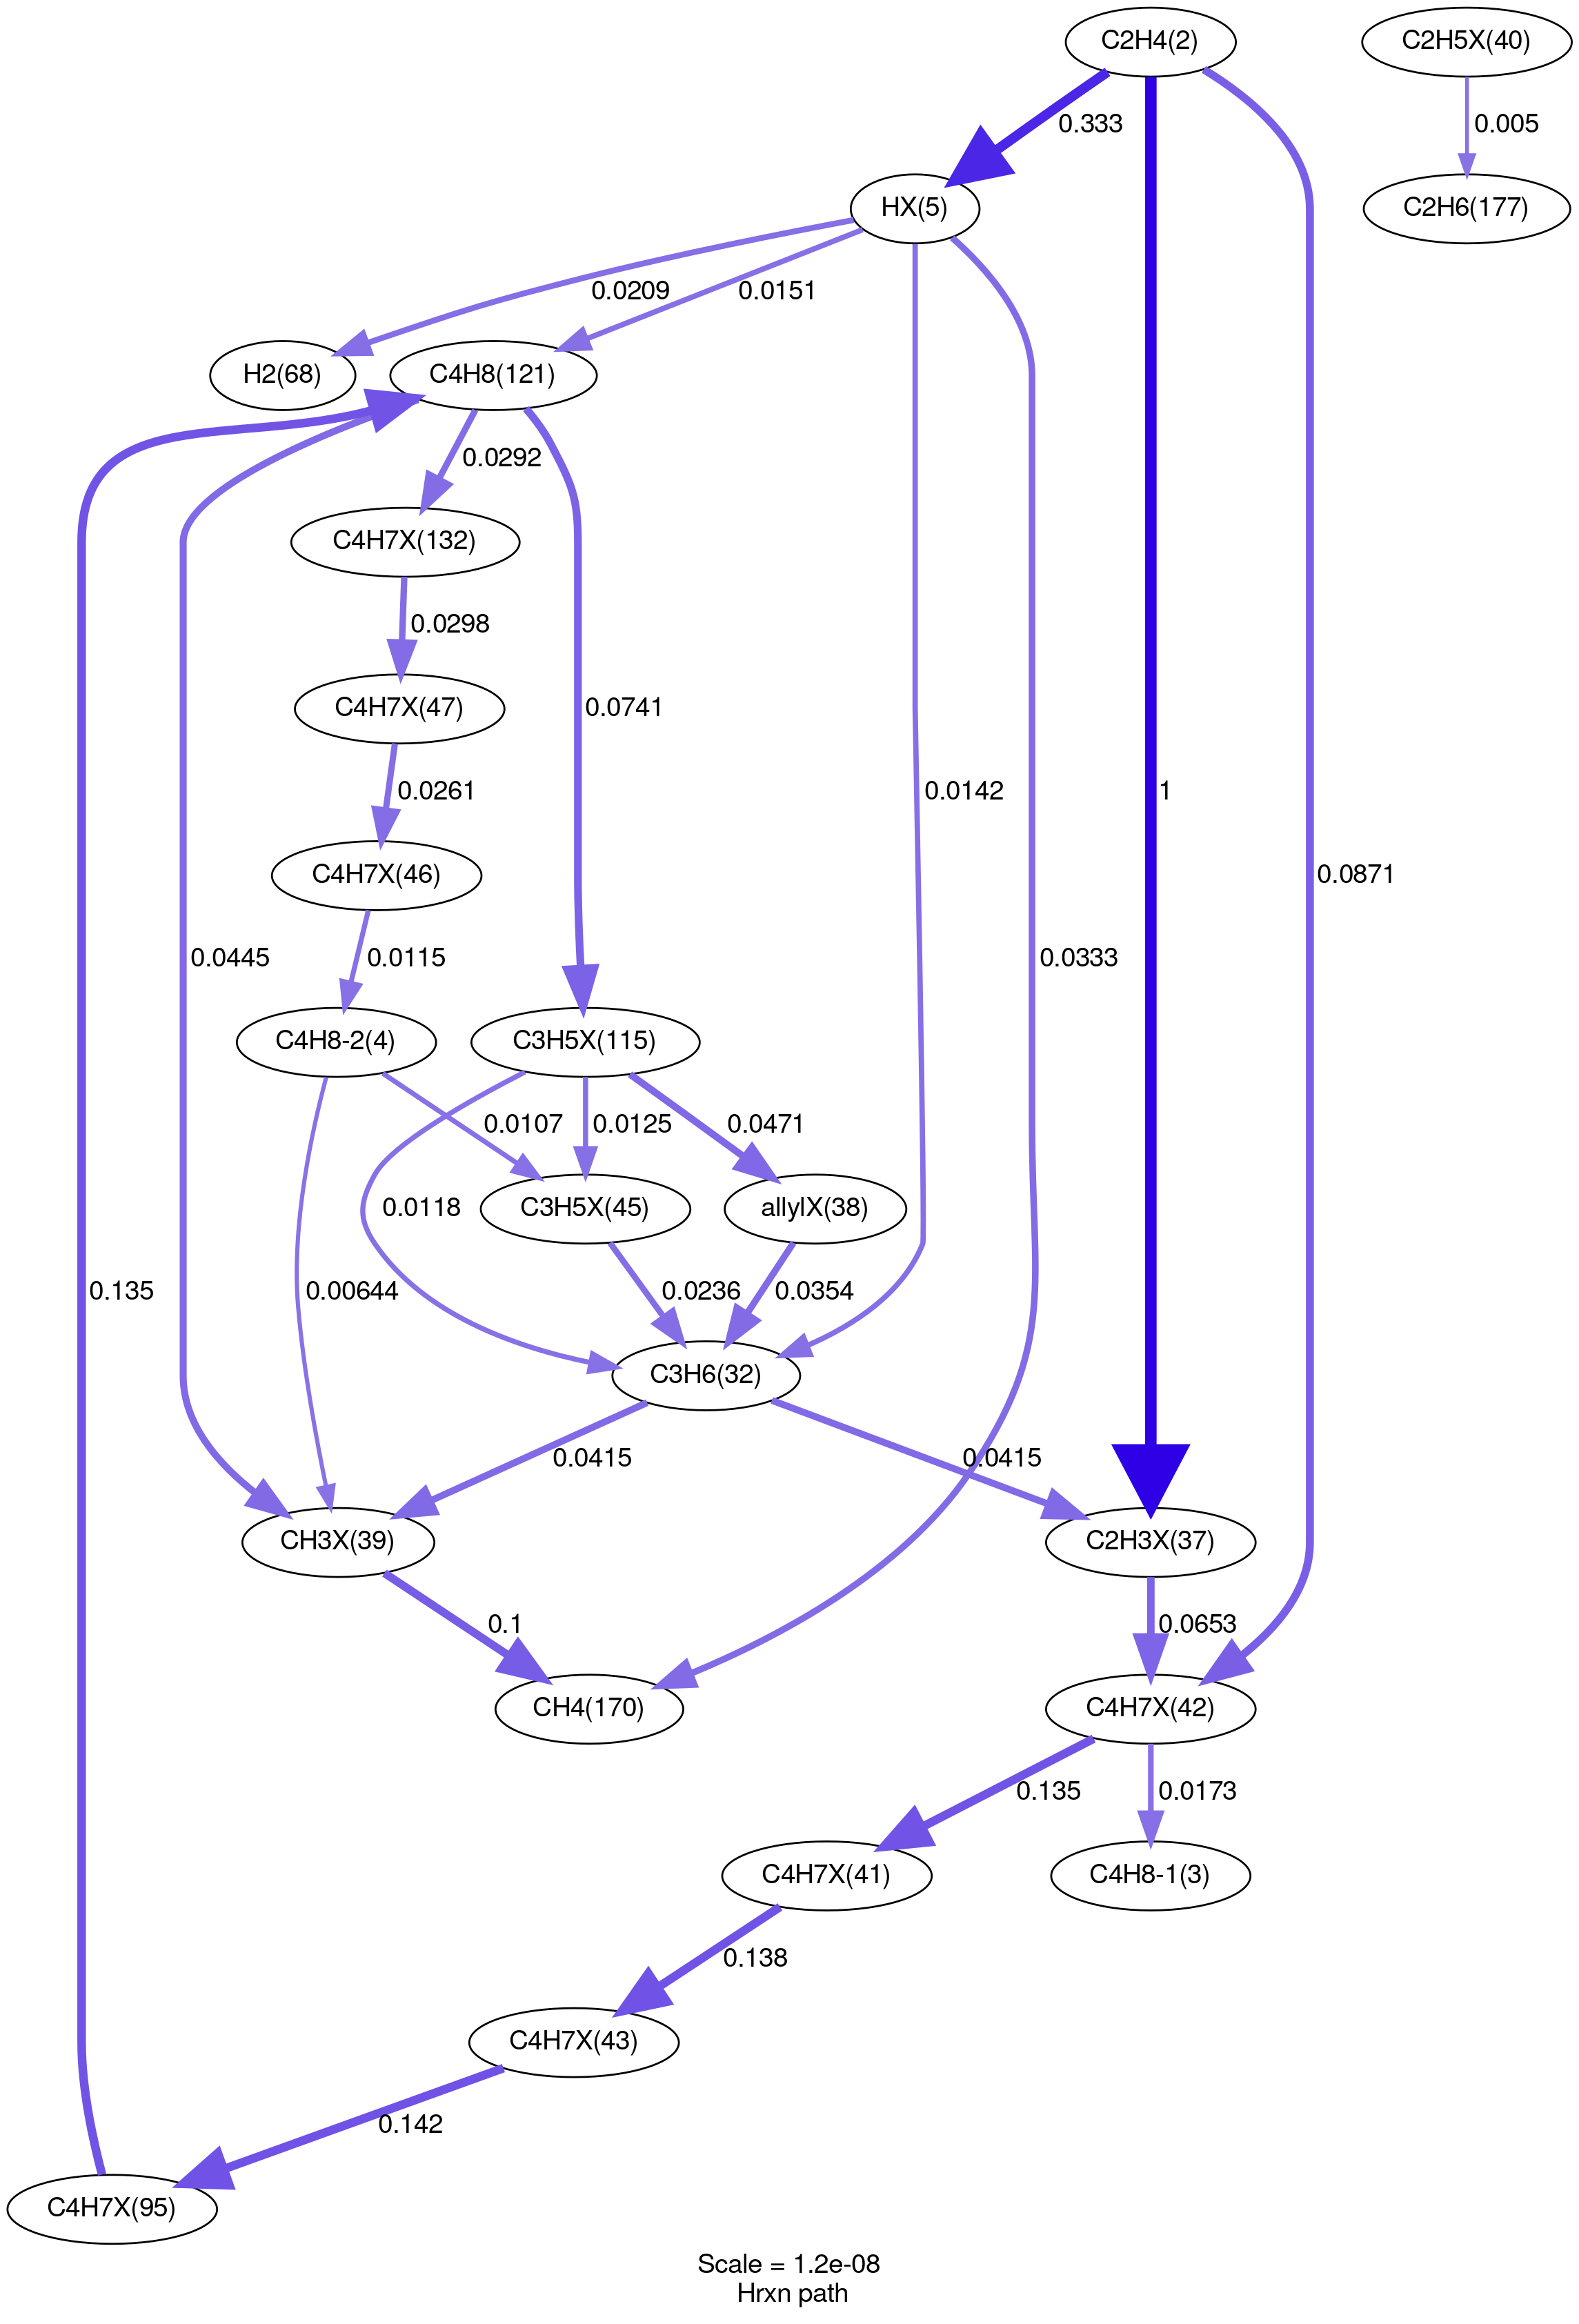 C2H4(2)
C2H5X(40)
0.333
0.005
HX(5)
C2H6(177)
0.0209
0.0151
H2(68)
C4H8(121)
0.0292
C4H7X(132)
0.0298
C4H7X(47)
0.0741
0.0261
0.0142
1
C4H7X(46)
0.0871
0.0445
0.0115
0.0333
C4H8-2(4)
C3H5X(115)
0.0107
0.0125
0.0471
0.0118
C3H5X(45)
allylX(38)
0.135
0.00644
0.0236
0.0354
C3H6(32)
0.0415
0.0415
CH3X(39)
C2H3X(37)
0.1
0.0653
CH4(170)
C4H7X(42)
0.135
0.0173
C4H7X(41)
C4H8-1(3)
0.138
C4H7X(43)
0.142
C4H7X(95)
Scale = 1.2e-08
Hrxn path